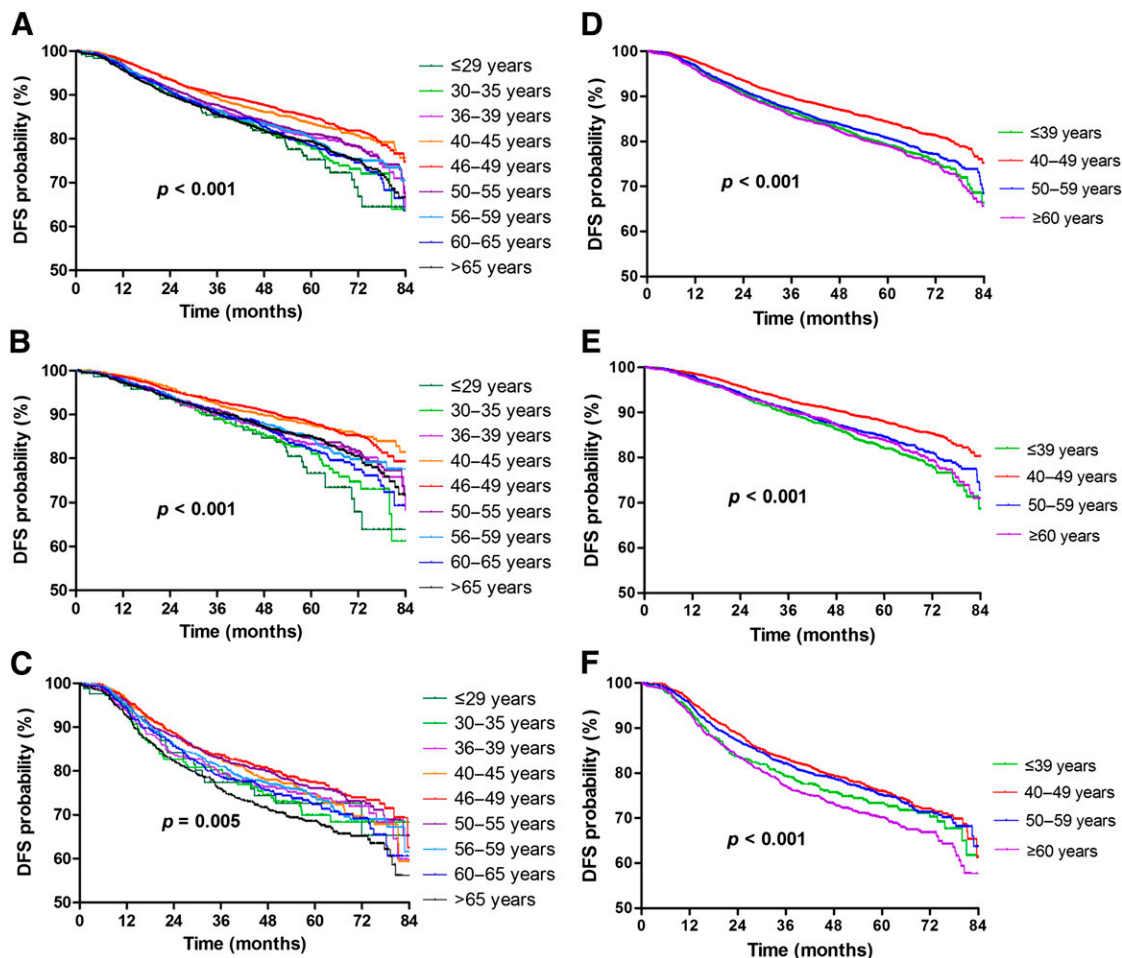 A
DFS probability (%)
100
90
80
70
60
50
p < 0.001
0 12 24 36 48 60 72 84
Time (months)
≤29 years
30–35 years
36–39 years
40–45 years
46–49 years
50–55 years
56–59 years
60–65 years
>65 years
D
DFS probability (%)
100
90
80
70
60
50
p < 0.001
0 12 24 36 48 60 72 84
Time (months)
≤39 years
40–49 years
50–59 years
≥60 years
B
DFS probability (%)
100
90
80
70
60
50
p < 0.001
0 12 24 36 48 60 72 84
Time (months)
≤29 years
30–35 years
36–39 years
40–45 years
46–49 years
50–55 years
56–59 years
60–65 years
>65 years
E
DFS probability (%)
100
90
80
70
60
50
p < 0.001
0 12 24 36 48 60 72 84
Time (months)
≤39 years
40–49 years
50–59 years
≥60 years
C
DFS probability (%)
100
90
80
70
60
50
p = 0.005
0 12 24 36 48 60 72 84
Time (months)
≤29 years
30–35 years
36–39 years
40–45 years
46–49 years
50–55 years
56–59 years
60–65 years
>65 years
F
DFS probability (%)
100
90
80
70
60
50
p < 0.001
0 12 24 36 48 60 72 84
Time (months)
≤39 years
40–49 years
50–59 years
≥60 years